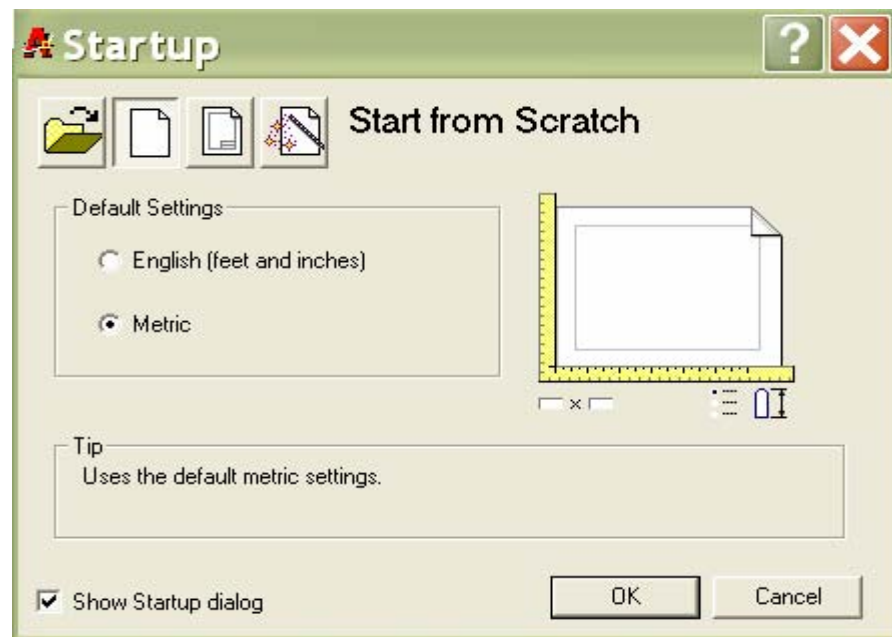 Startup
Start from Scratch
Default Settings
English (feet and inches)
Metric
Tip
Uses the default metric settings.
Show Startup dialog
OK
Cancel